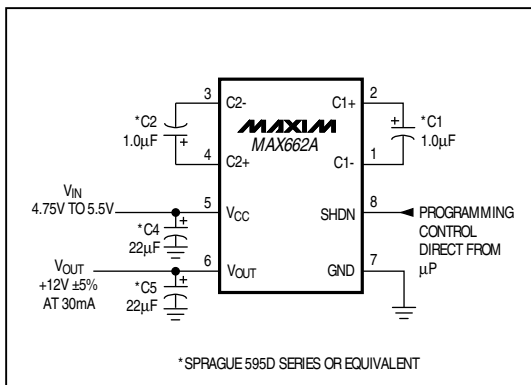 3
C2-
C1+
2
*C2
1.0µF
+
MAXIM
MAX662A
+
*C1
1.0µF
4
C2+
C1-
1
VIN
4.75V TO 5.5V
5
VCC
SHDN
8
PROGRAMMING
CONTROL
DIRECT FROM
µP
+
*C4
22µF
VOUT
+12V ±5%
AT 30mA
6
VOUT
GND
7
+
*C5
22µF
*SPRAGUE 595D SERIES OR EQUIVALENT